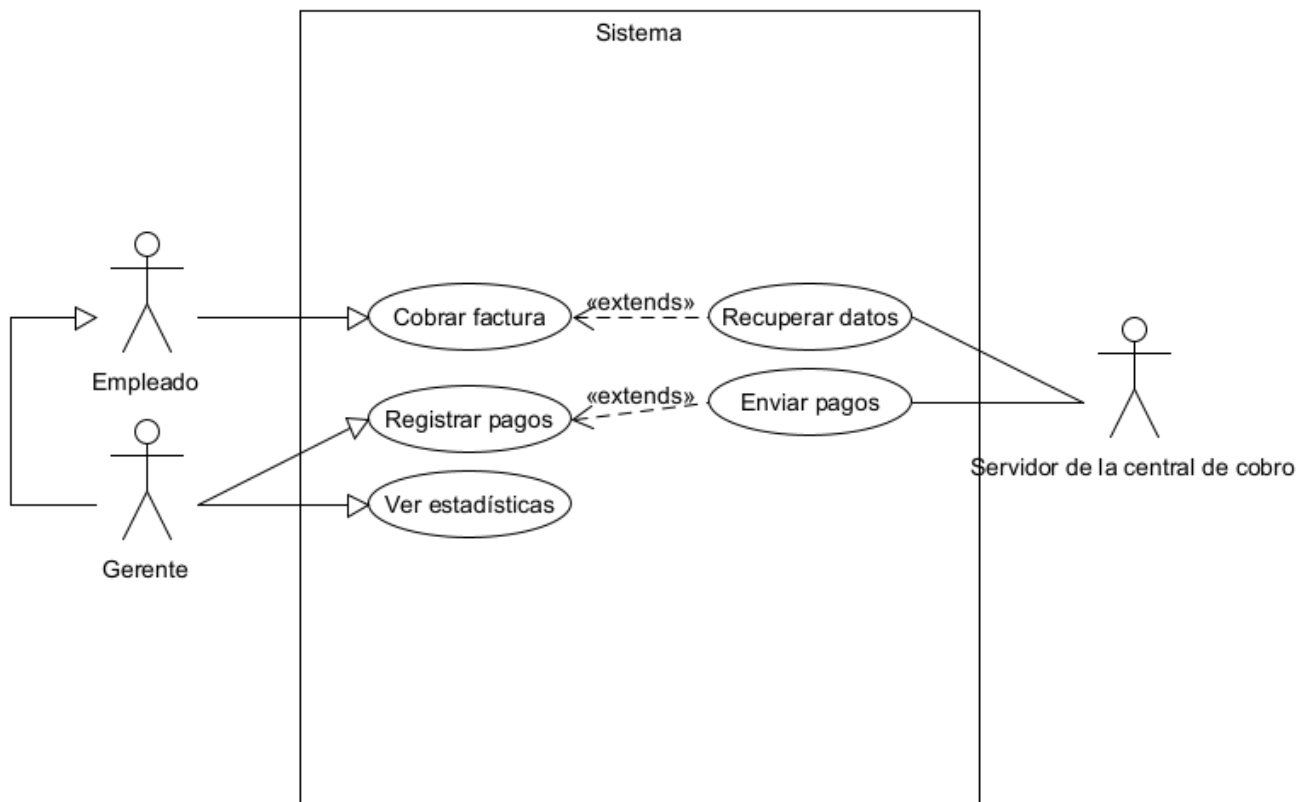 Sistema
Cobrar factura
«extends»
Recuperar datos
Empleado
Registrar pagos
«extends»
Enviar pagos
Servidor de la central de cobro
Ver estadísticas
Gerente